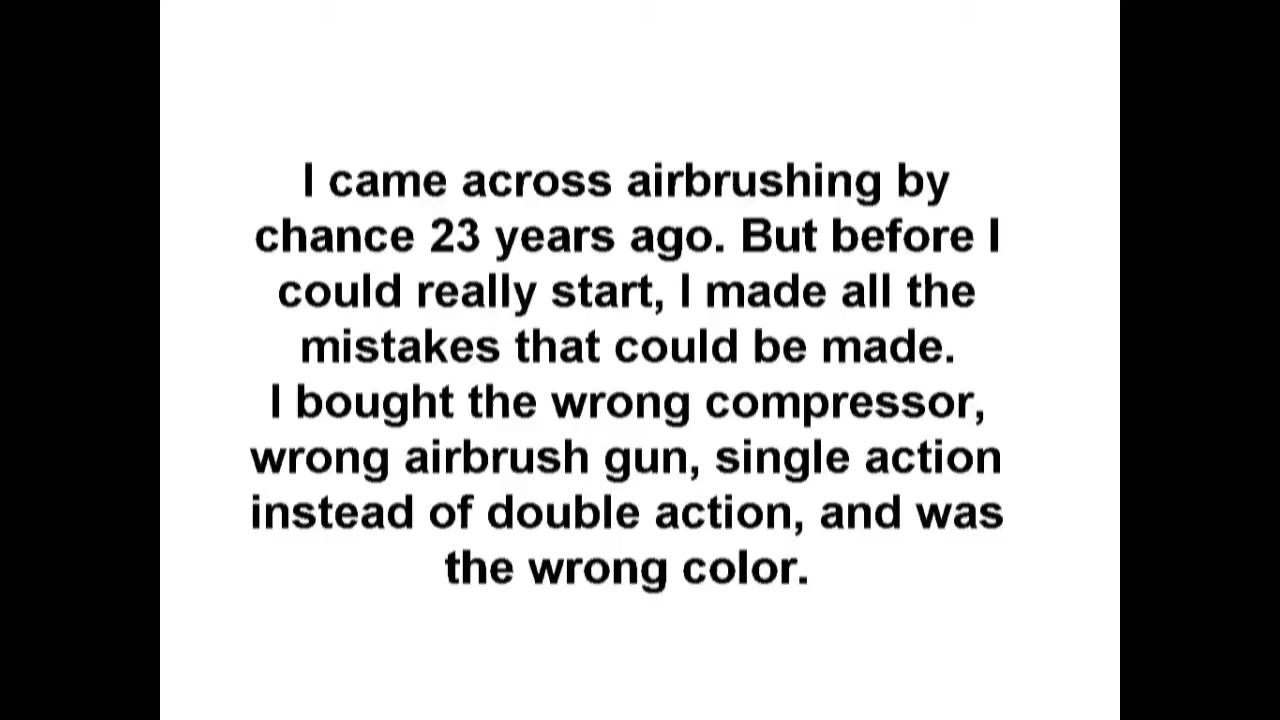 I came across airbrushing by
chance 23 years ago. But before I
could really start, I made all the
mistakes that could be made.
I bought the wrong compressor,
wrong airbrush gun, single action
instead of double action, and was
the wrong color.